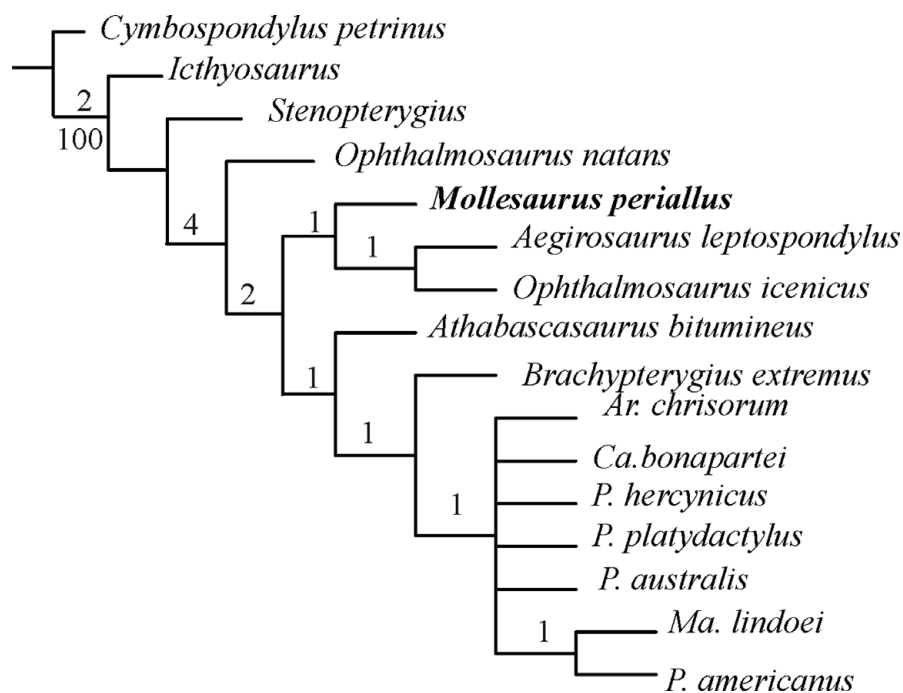 Cymbospondylus petrinus
Icthyosaurus
2
100
Stenopterygius
Ophthalmosaurus natans
Mollesaurus periallus
4
1
Aegirosaurus leptospondylus
1
Ophthalmosaurus icenicus
2
Athabascasaurus bitumineus
Brachypterygius extremus
1
Ar. chrisorum
1
Ca.bonapartei
P. hercynicus
1
P. platydactylus
P. australis
Ma. lindoei
1
P. americanus